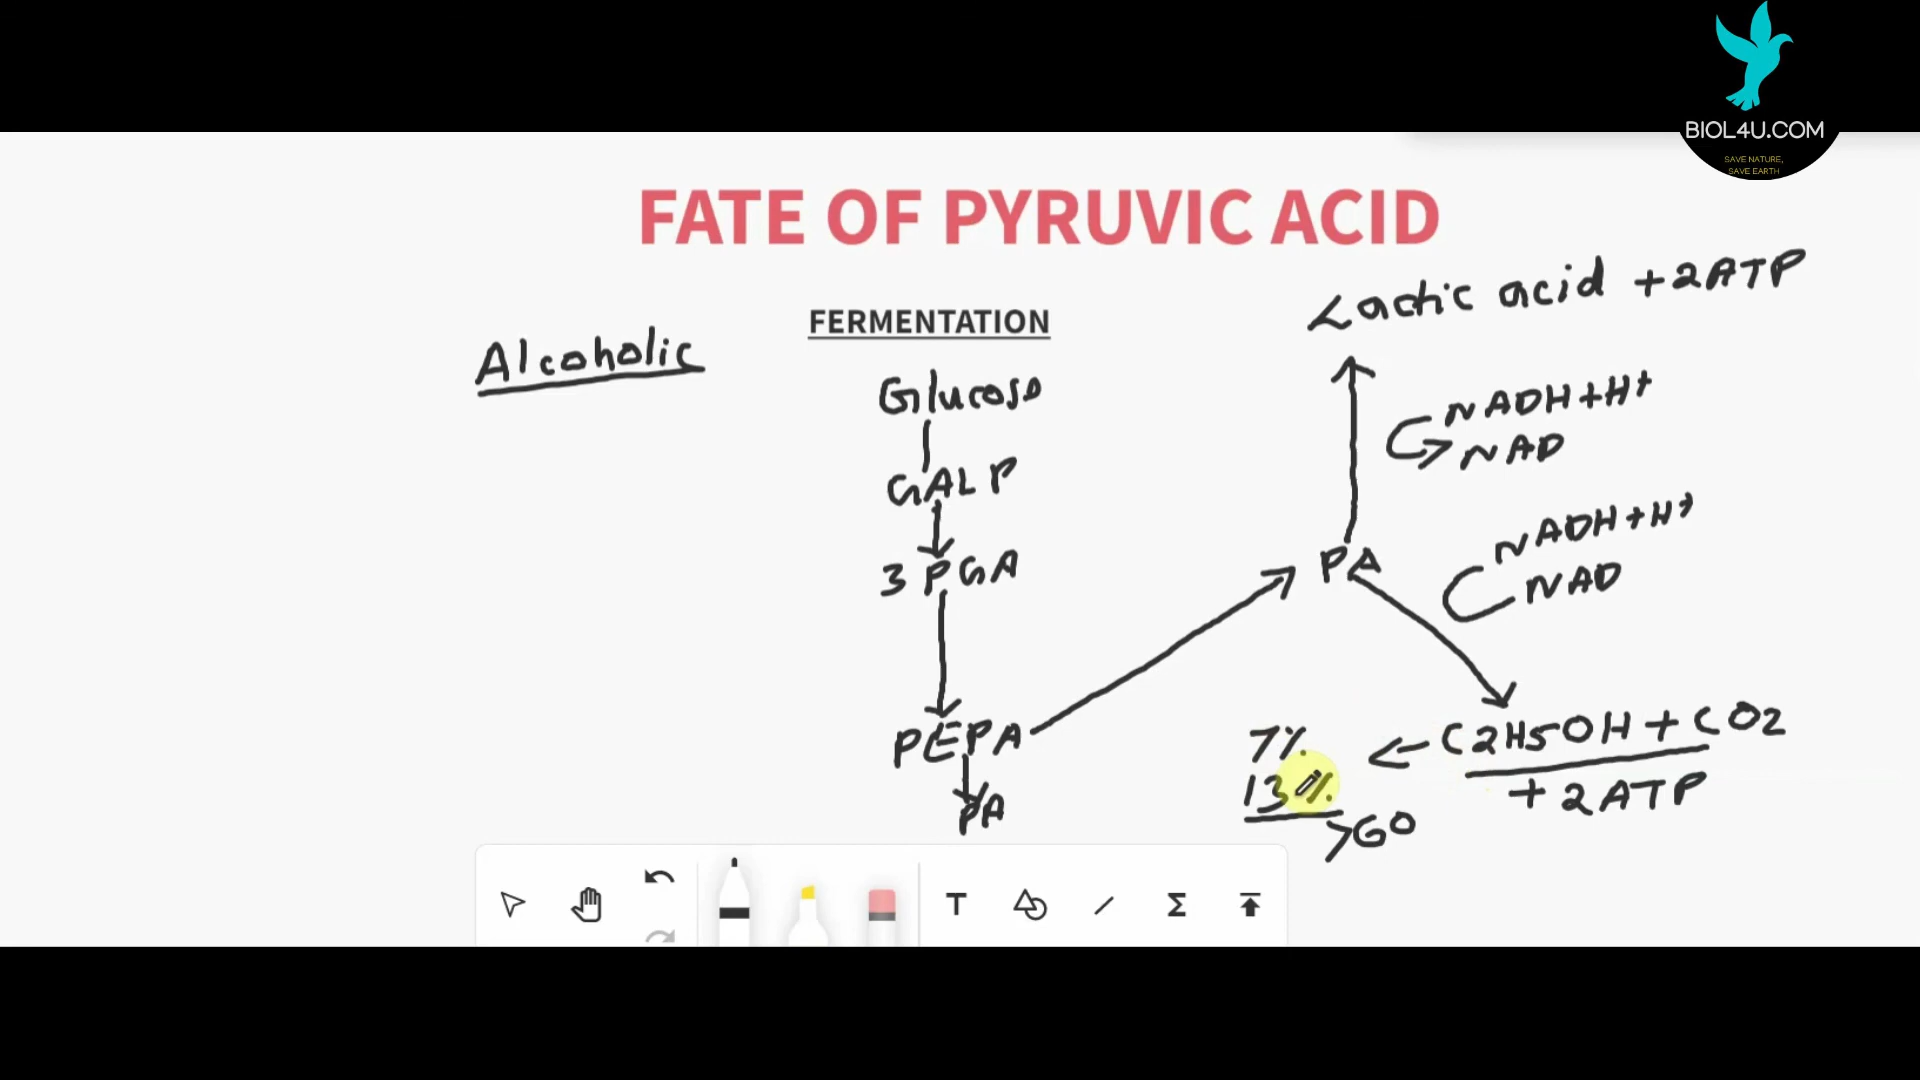 BIOL4U.COM
SAVE NATURE,
SAVE EARTH
FATE OF PYRUVIC ACID
FERMENTATION
Alcoholic
Glucose
GALP
3 PGA
PEPA
PA
PA
Lactic acid + 2ATP
NADH+H+
NAD
NADH+H+
NAD
C2H5OH + CO2
+ 2ATP
7%
13%
>60
T
Σ